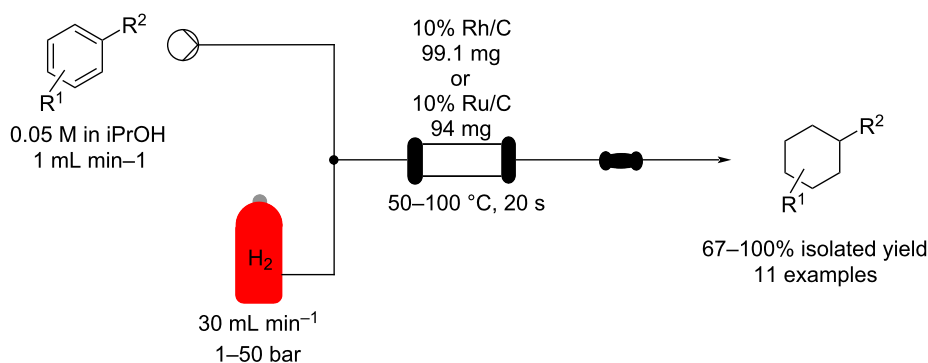 R²
R¹
0.05 M in iPrOH
1 mL min–1
10% Rh/C
99.1 mg
or
10% Ru/C
94 mg
50–100 °C, 20 s
H₂
30 mL min⁻¹
1–50 bar
R²
R¹
67–100% isolated yield
11 examples